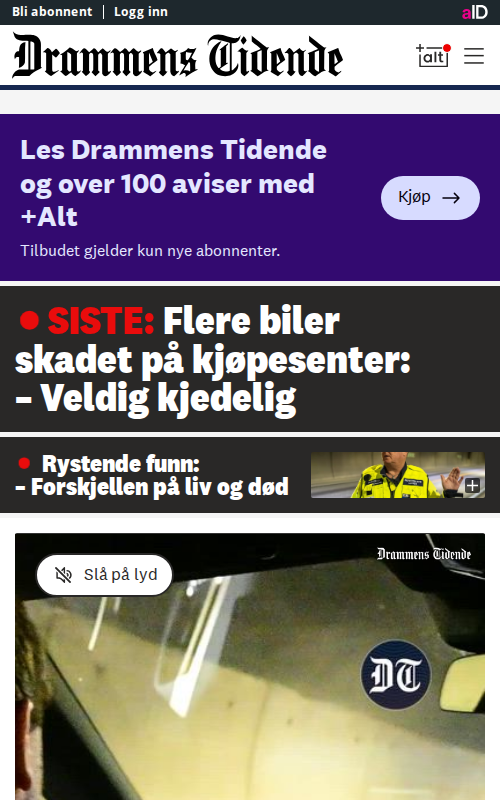 Bli abonnent | Logg inn
aID
Drammens Tidende
+alt
Les Drammens Tidende
og over 100 aviser med
+Alt
Kjøp
Tilbudet gjelder kun nye abonnenter.
SISTE: Flere biler
skadet på kjøpesenter:
– Veldig kjedelig
Rystende funn:
– Forskjellen på liv og død
Drammens Tidende
Slå på lyd
DT